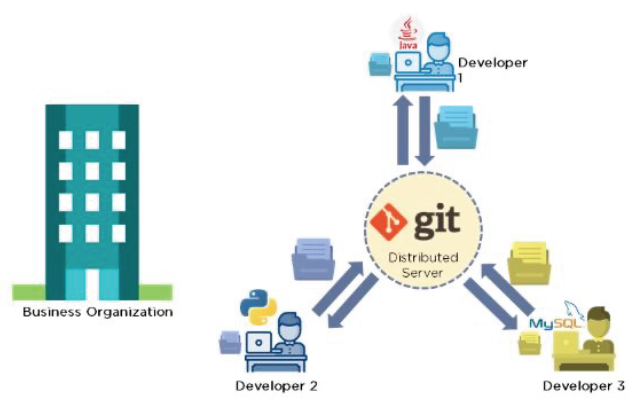 Java
Developer
1
git
Distributed
Server
Business Organization
MySQL
Developer 2
Developer 3